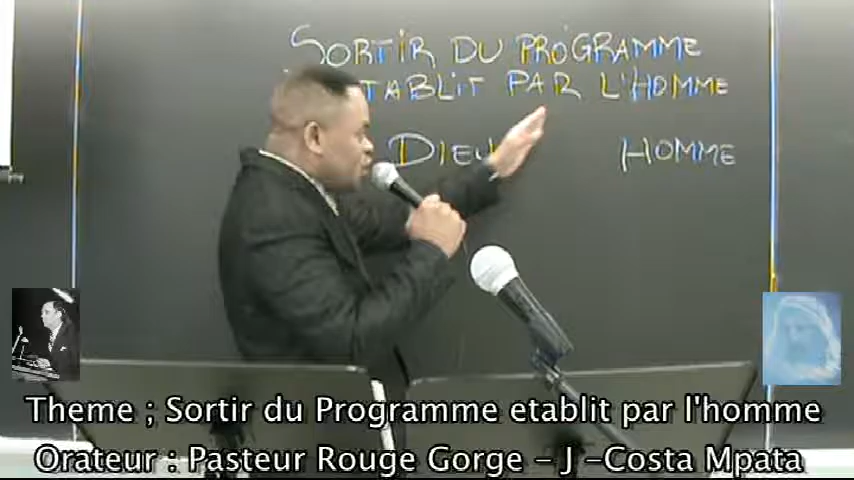 SORTIR DU PROGRAMME
TABLIT PAR L'HOMME
DIEU HOMME
Theme ; Sortir du Programme etablit par l'homme
Orateur : Pasteur Rouge Gorge - J -Costa Mpata